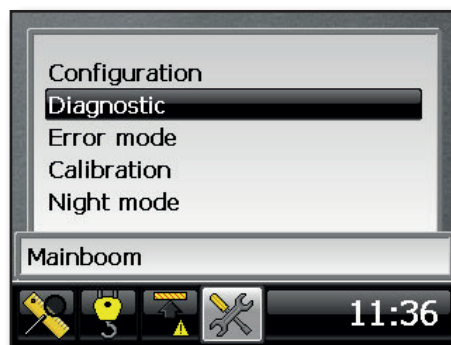 Configuration
Diagnostic
Error mode
Calibration
Night mode
Mainboom
11:36